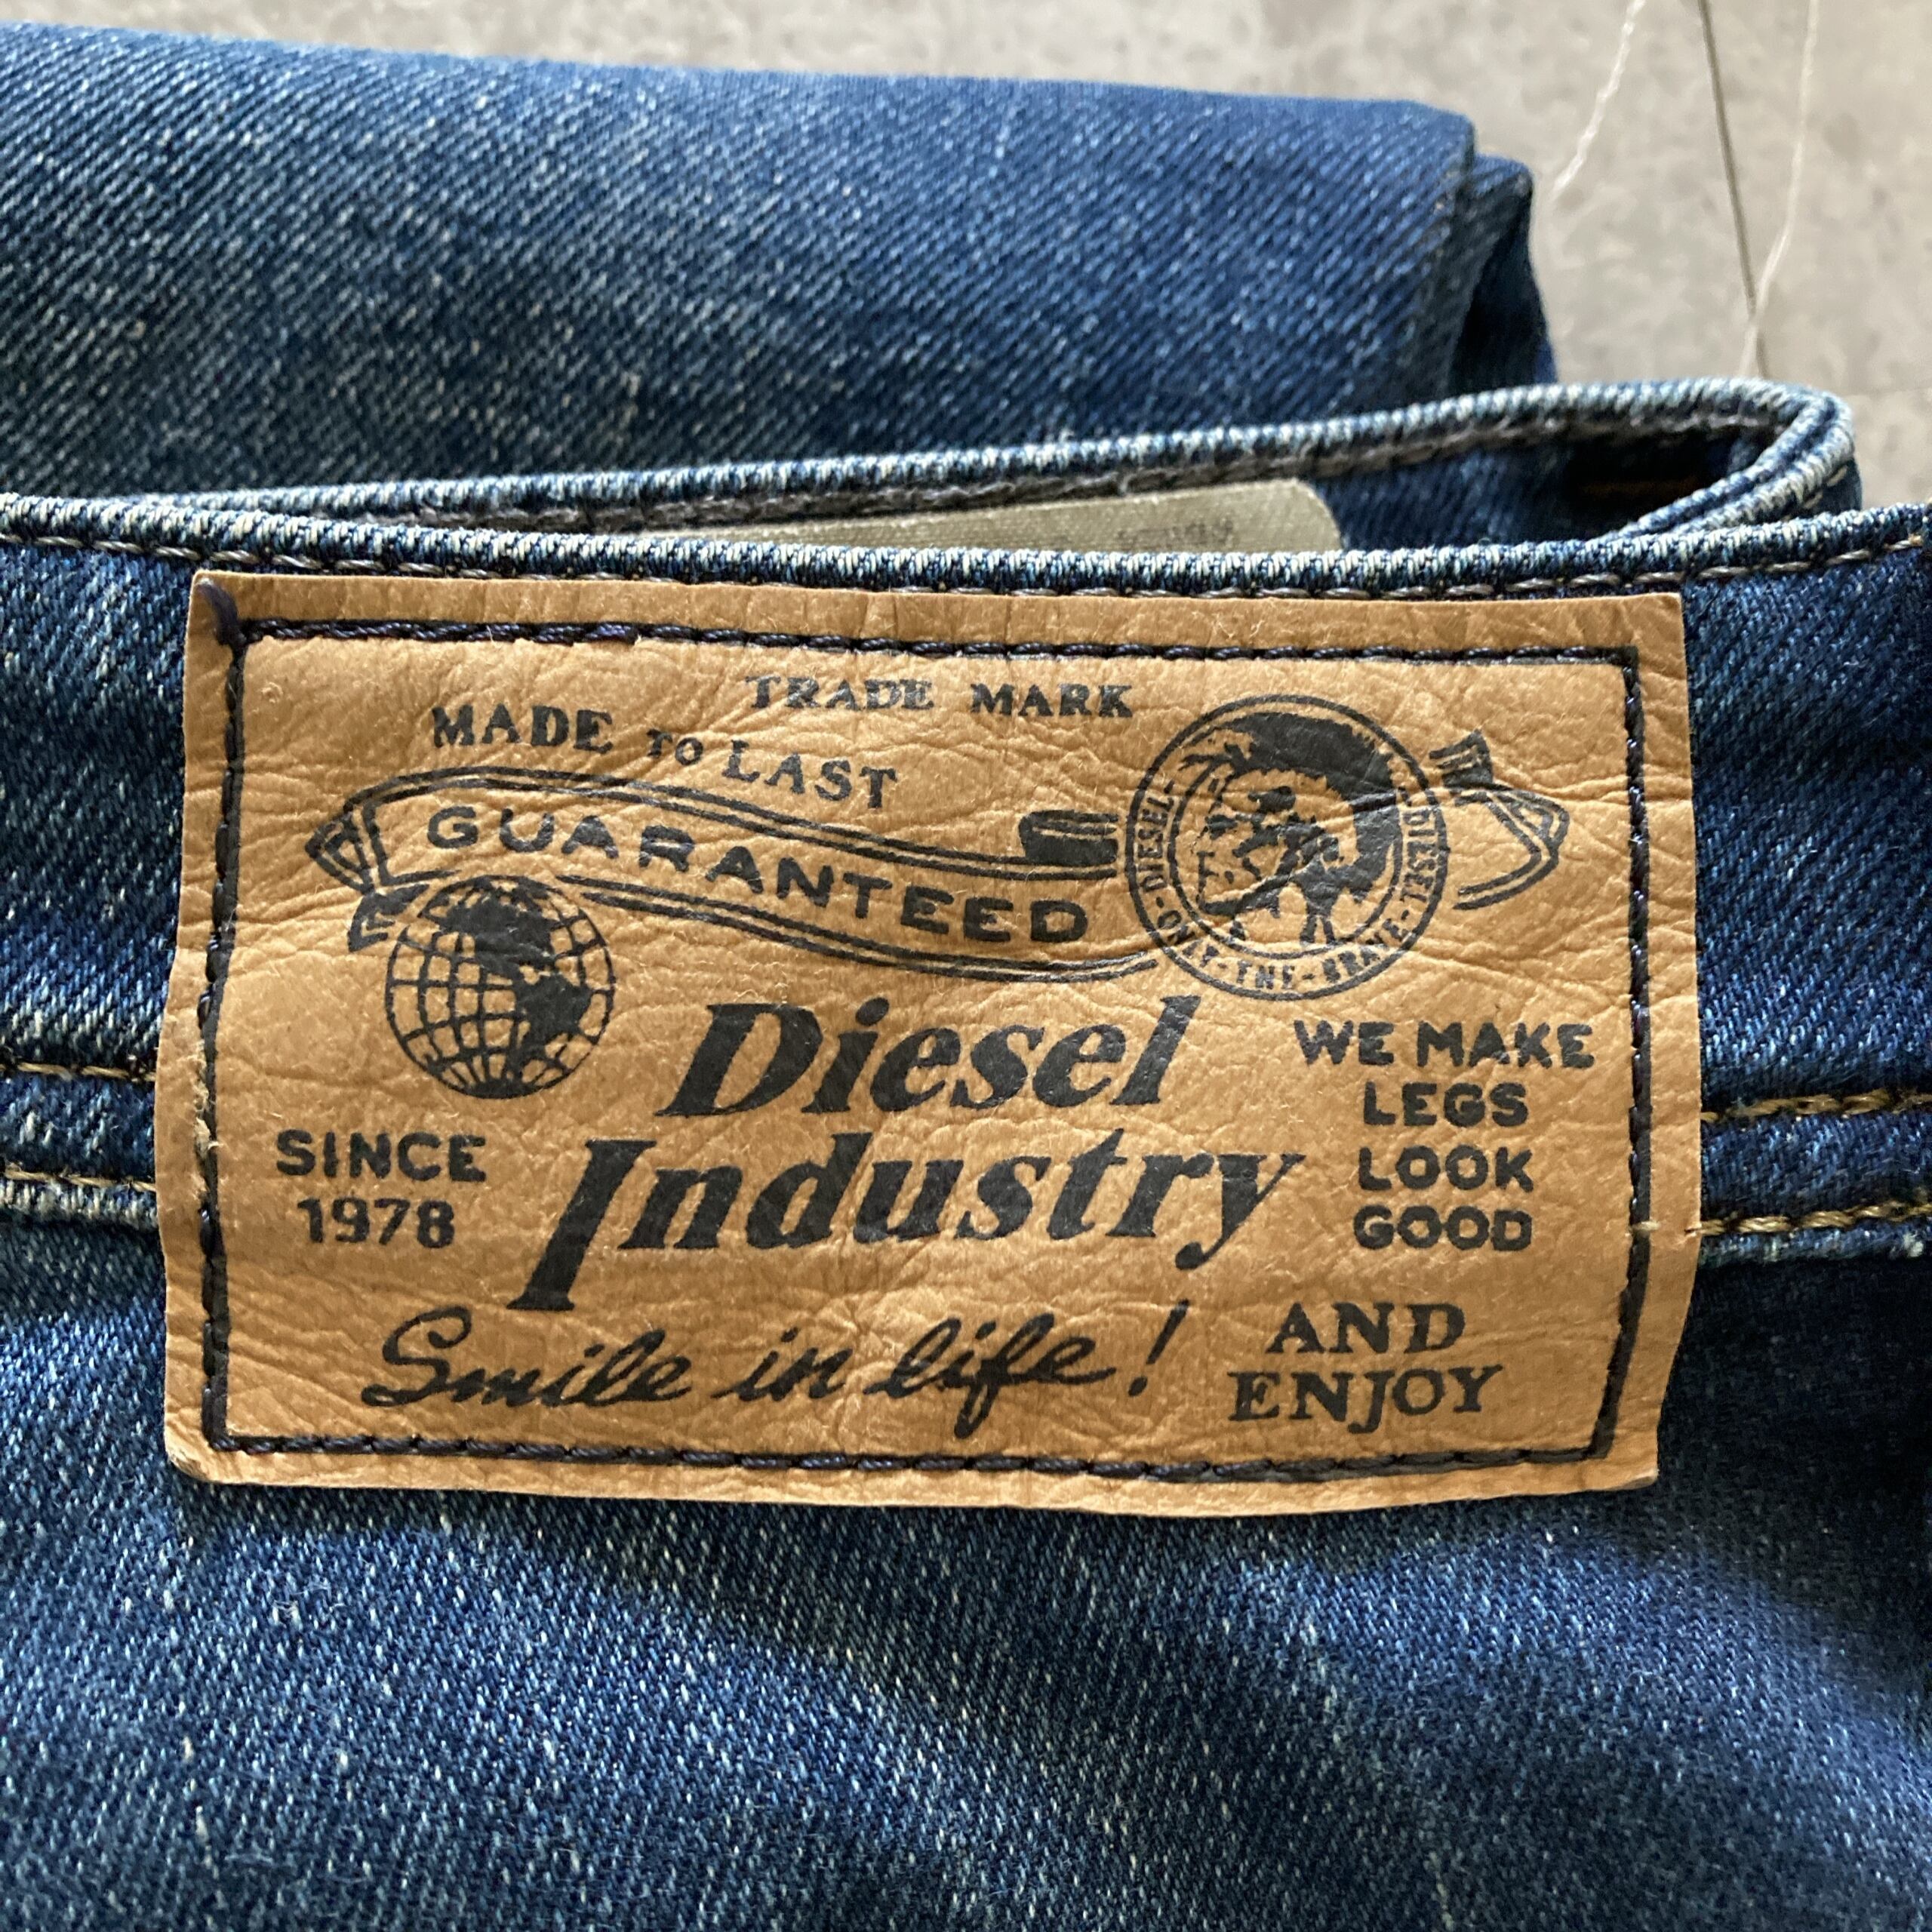 TRADE MARK
MADE TO LAST
GUARANTEED
DIESEL-ONLY-THE-BRAVE-DIESEL
Diesel
Industry
SINCE
1978
WE MAKE
LEGS
LOOK
GOOD
Smile in life!
AND
ENJOY